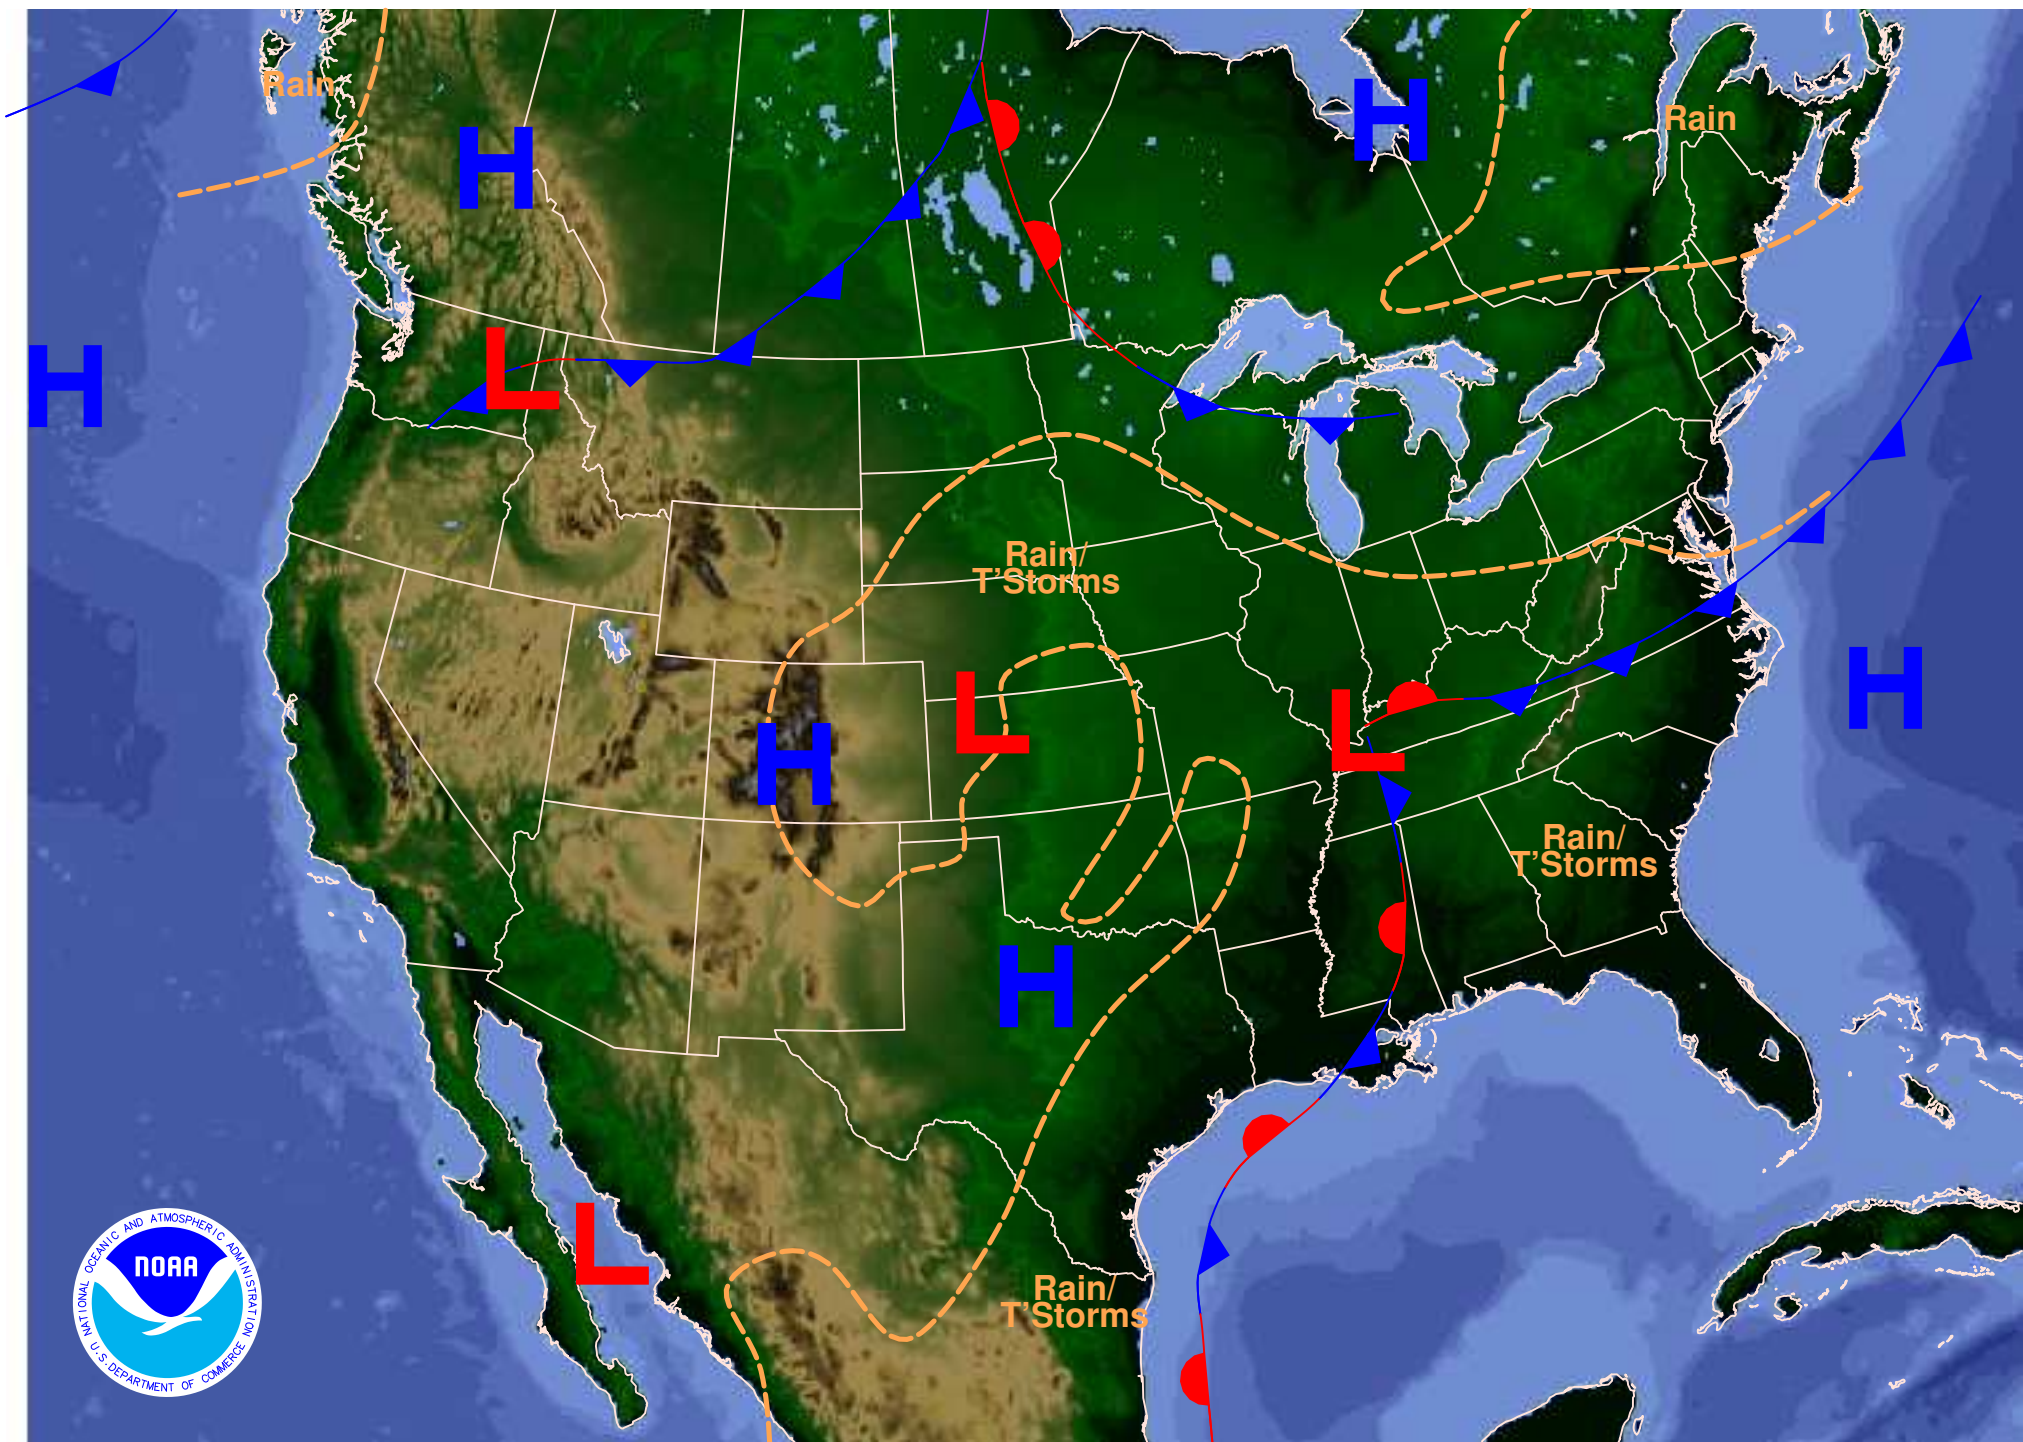 Rain
H
H
Rain
L
H
Rain/
T'Storms
H
L
L
H
Rain/
T'Storms
H
L
Rain/
T'Storms
NATIONAL OCEANIC AND ATMOSPHERIC ADMINISTRATION
NOAA
U.S. DEPARTMENT OF COMMERCE